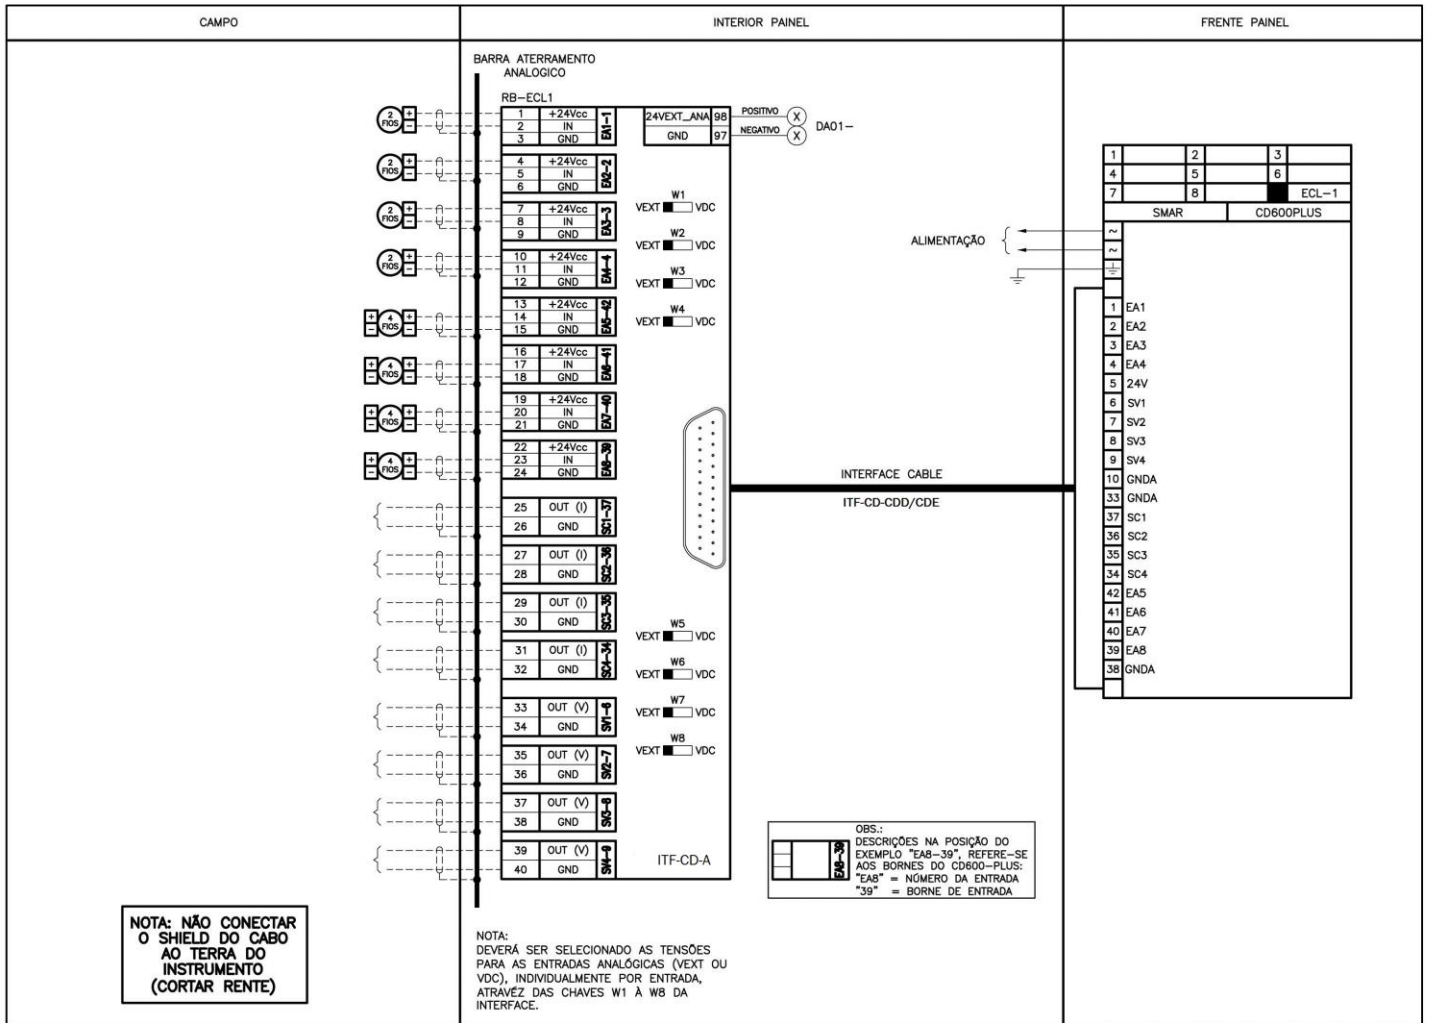 CAMPO
INTERIOR PAINEL
FRENTE PAINEL
BARRA ATERRAMENTO
ANALOGICO
RB-ECL1
1 +24Vcc
2 IN
3 GND
EA1-1
4 +24Vcc
5 IN
6 GND
EA2-2
7 +24Vcc
8 IN
9 GND
EA3-3
10 +24Vcc
11 IN
12 GND
EA4-4
13 +24Vcc
14 IN
15 GND
EA5-42
16 +24Vcc
17 IN
18 GND
EA6-41
19 +24Vcc
20 IN
21 GND
EA7-40
22 +24Vcc
23 IN
24 GND
EA8-39
25 OUT (I)
26 GND
SC1-37
27 OUT (I)
28 GND
SC2-36
29 OUT (I)
30 GND
SC3-35
31 OUT (I)
32 GND
SC4-34
33 OUT (V)
34 GND
SV1-6
35 OUT (V)
36 GND
SV2-7
37 OUT (V)
38 GND
SV3-8
39 OUT (V)
40 GND
SV4-9
2
FIOS
+
-
2
FIOS
+
-
2
FIOS
+
-
2
FIOS
+
-
+
-
4
FIOS
+
-
+
-
4
FIOS
+
-
+
-
4
FIOS
+
-
+
-
4
FIOS
+
-
24VEXT_ANA 98
GND 97
POSITIVO X
NEGATIVO X
DA01-
W1
VEXT VDC
W2
VEXT VDC
W3
VEXT VDC
W4
VEXT VDC
W5
VEXT VDC
W6
VEXT VDC
W7
VEXT VDC
W8
VEXT VDC
ITF-CD-A
INTERFACE CABLE
ITF-CD-CDD/CDE
ALIMENTAÇÃO
1 2 3
4 5 6
7 8 ECL-1
SMAR CD600PLUS
~
~
1 EA1
2 EA2
3 EA3
4 EA4
5 24V
6 SV1
7 SV2
8 SV3
9 SV4
10 GNDA
33 GNDA
37 SC1
36 SC2
35 SC3
34 SC4
42 EA5
41 EA6
40 EA7
39 EA8
38 GNDA
EA8-39
OBS.:
DESCRIÇÕES NA POSIÇÃO DO
EXEMPLO "EA8-39", REFERE-SE
AOS BORNES DO CD600-PLUS:
"EA8" = NÚMERO DA ENTRADA
"39" = BORNE DE ENTRADA
NOTA: NÃO CONECTAR
O SHIELD DO CABO
AO TERRA DO
INSTRUMENTO
(CORTAR RENTE)
NOTA:
DEVERÁ SER SELECIONADO AS TENSÕES
PARA AS ENTRADAS ANALÓGICAS (VEXT OU
VDC), INDIVIDUALMENTE POR ENTRADA,
ATRAVÉZ DAS CHAVES W1 À W8 DA
INTERFACE.